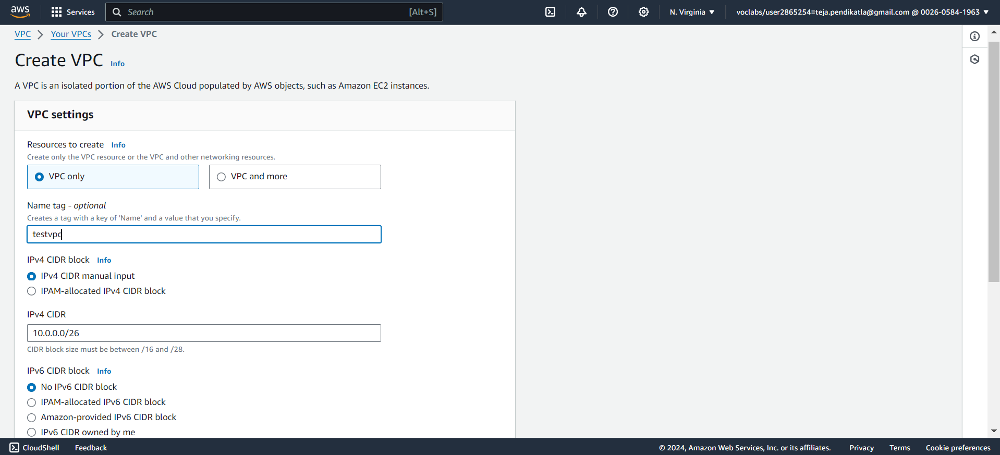 aws
Services
Search
[Alt+S]
N. Virginia
voclabs/user2865254=teja.pendikatla@gmail.com @ 0026-0584-1963
VPC > Your VPCs > Create VPC
Create VPC Info
A VPC is an isolated portion of the AWS Cloud populated by AWS objects, such as Amazon EC2 instances.
VPC settings
Resources to create Info
Create only the VPC resource or the VPC and other networking resources.
VPC only
VPC and more
Name tag - optional
Creates a tag with a key of 'Name' and a value that you specify.
testvpc
IPv4 CIDR block Info
IPv4 CIDR manual input
IPAM-allocated IPv4 CIDR block
IPv4 CIDR
10.0.0.0/26
CIDR block size must be between /16 and /28.
IPv6 CIDR block Info
No IPv6 CIDR block
IPAM-allocated IPv6 CIDR block
Amazon-provided IPv6 CIDR block
IPv6 CIDR owned by me
CloudShell
Feedback
© 2024, Amazon Web Services, Inc. or its affiliates.
Privacy
Terms
Cookie preferences